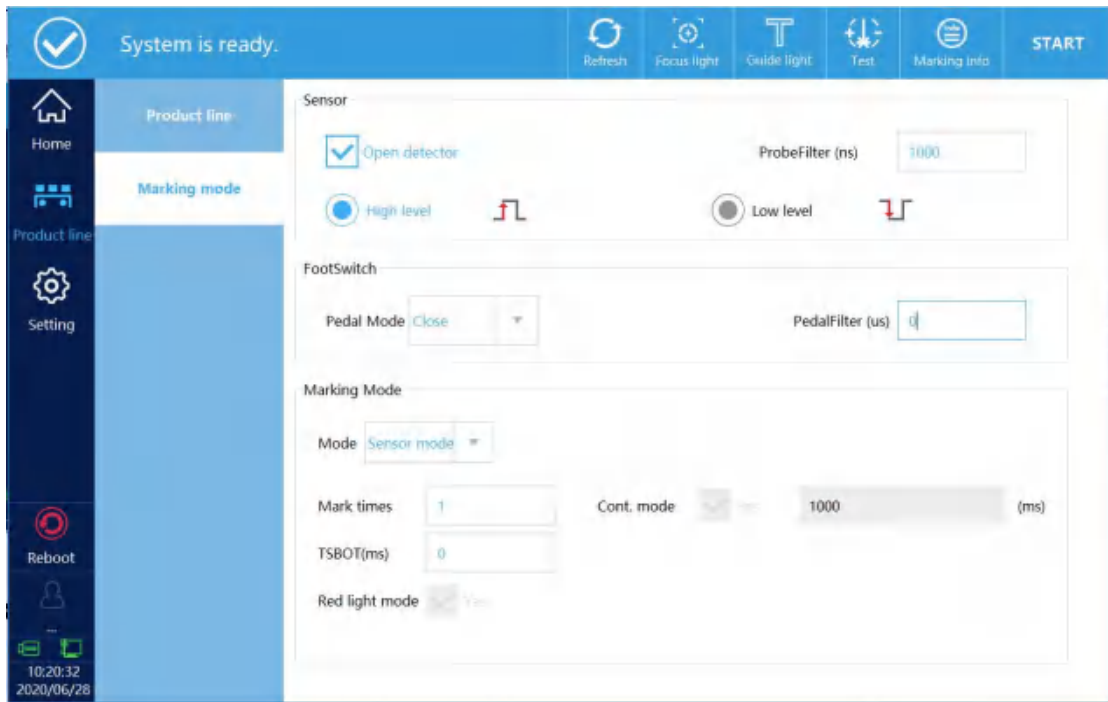 System is ready.
Refresh
Focus light
Guide light
Test
Marking info
START
Home
Product line
Setting
Reboot
...
10:20:32
2020/06/28
Product line
Marking mode
Sensor
Open detector
ProbeFilter (ns) 1000
High level
Low level
FootSwitch
Pedal Mode Close
PedalFilter (us) 0
Marking Mode
Mode Sensor mode
Mark times 1
Cont. mode 1000 (ms)
TSBOT(ms) 0
Red light mode Yes